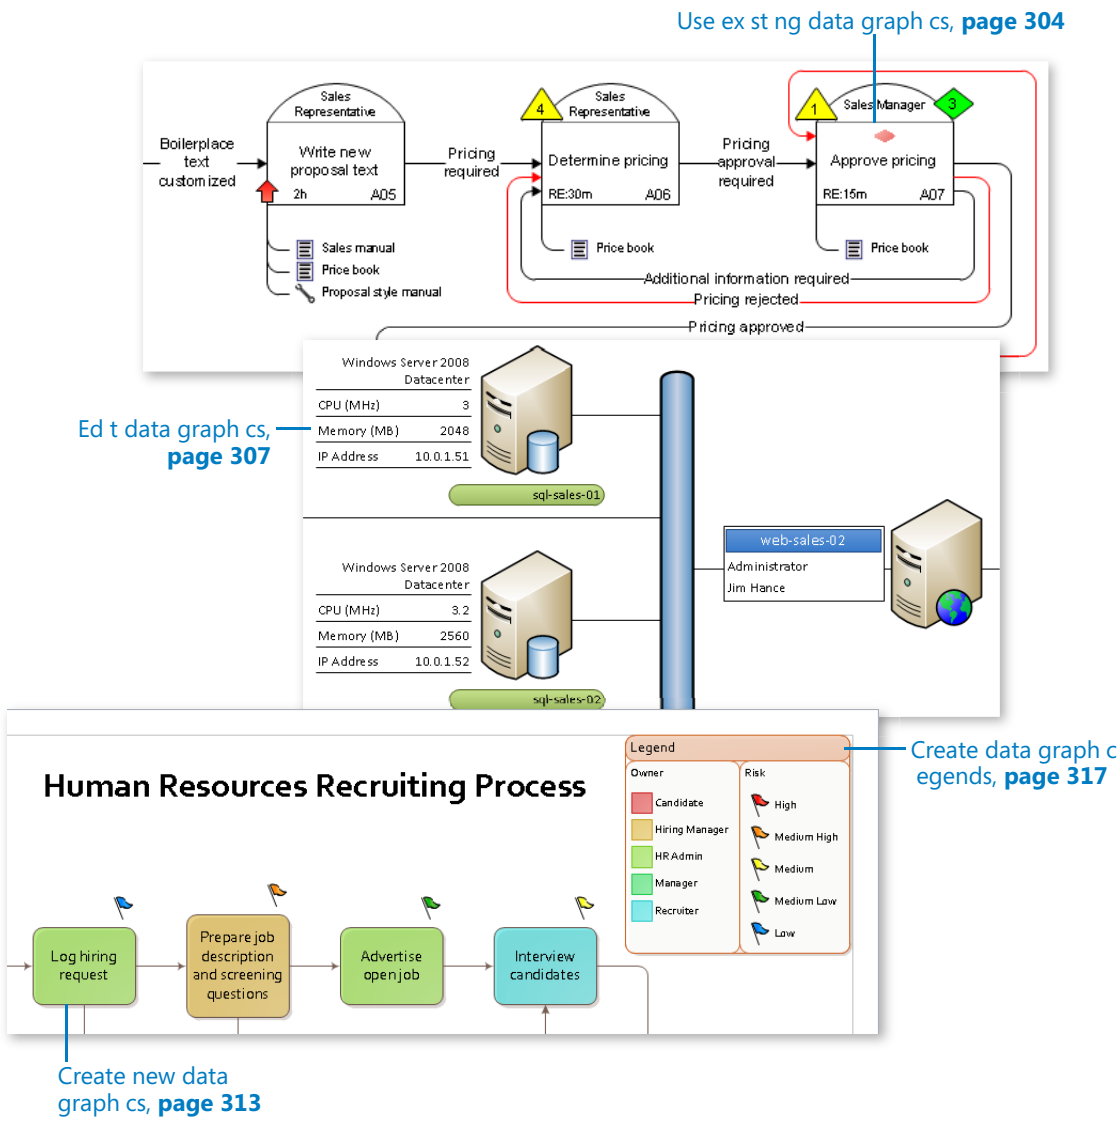 Use ex st ng data graph cs, page 304
Sales
Representative
Boilerplace
text
customized
Write new
proposal text
2h
A05
Sales manual
Price book
Proposal style manual
Pricing
required
4
Sales
Representative
Determine pricing
RE:30m
A06
Price book
Pricing
approval
required
1
Sales Manager
3
Approve pricing
RE:15m
A07
Price book
Additional information required
Pricing rejected
Pricing approved
Ed t data graph cs,
page 307
Windows Server 2008
Datacenter
CPU (MHz) 3
Memory (MB) 2048
IP Address 10.0.1.51
sql-sales-01
Windows Server 2008
Datacenter
CPU (MHz) 3.2
Memory (MB) 2560
IP Address 10.0.1.52
sql-sales-02
web-sales-02
Administrator
Jim Hance
Create data graph c
egends, page 317
Human Resources Recruiting Process
Legend
Owner
Candidate
Hiring Manager
HR Admin
Manager
Recruiter
Risk
High
Medium High
Medium
Medium Low
Low
Log hiring
request
Prepare job
description
and screening
questions
Advertise
open job
Interview
candidates
Create new data
graph cs, page 313